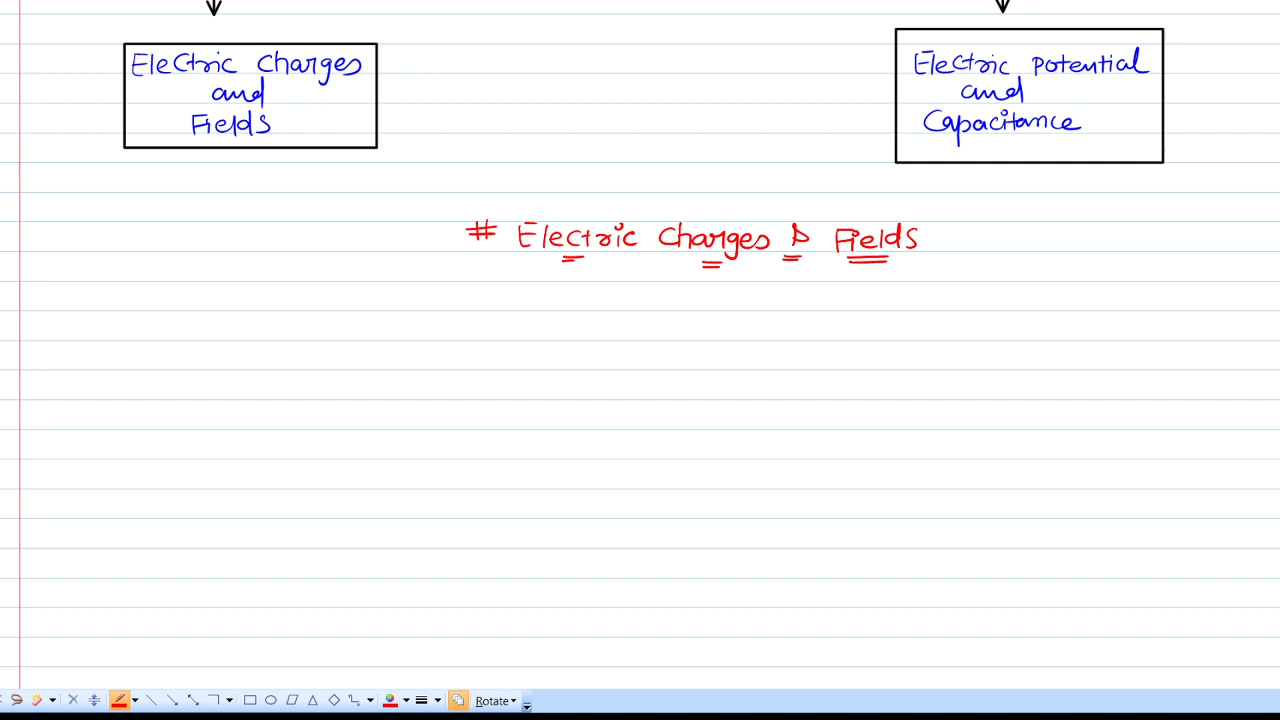 Electric Charges
and
Fields
Electric potential
and
Capacitance
# Electric Charges & Fields
Rotate